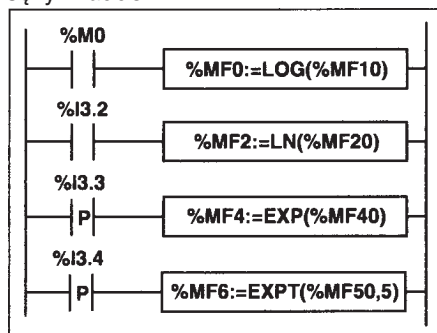 %M0
%MF0:=LOG(%MF10)
%I3.2
%MF2:=LN(%MF20)
%I3.3
P
%MF4:=EXP(%MF40)
%I3.4
P
%MF6:=EXPT(%MF50,5)